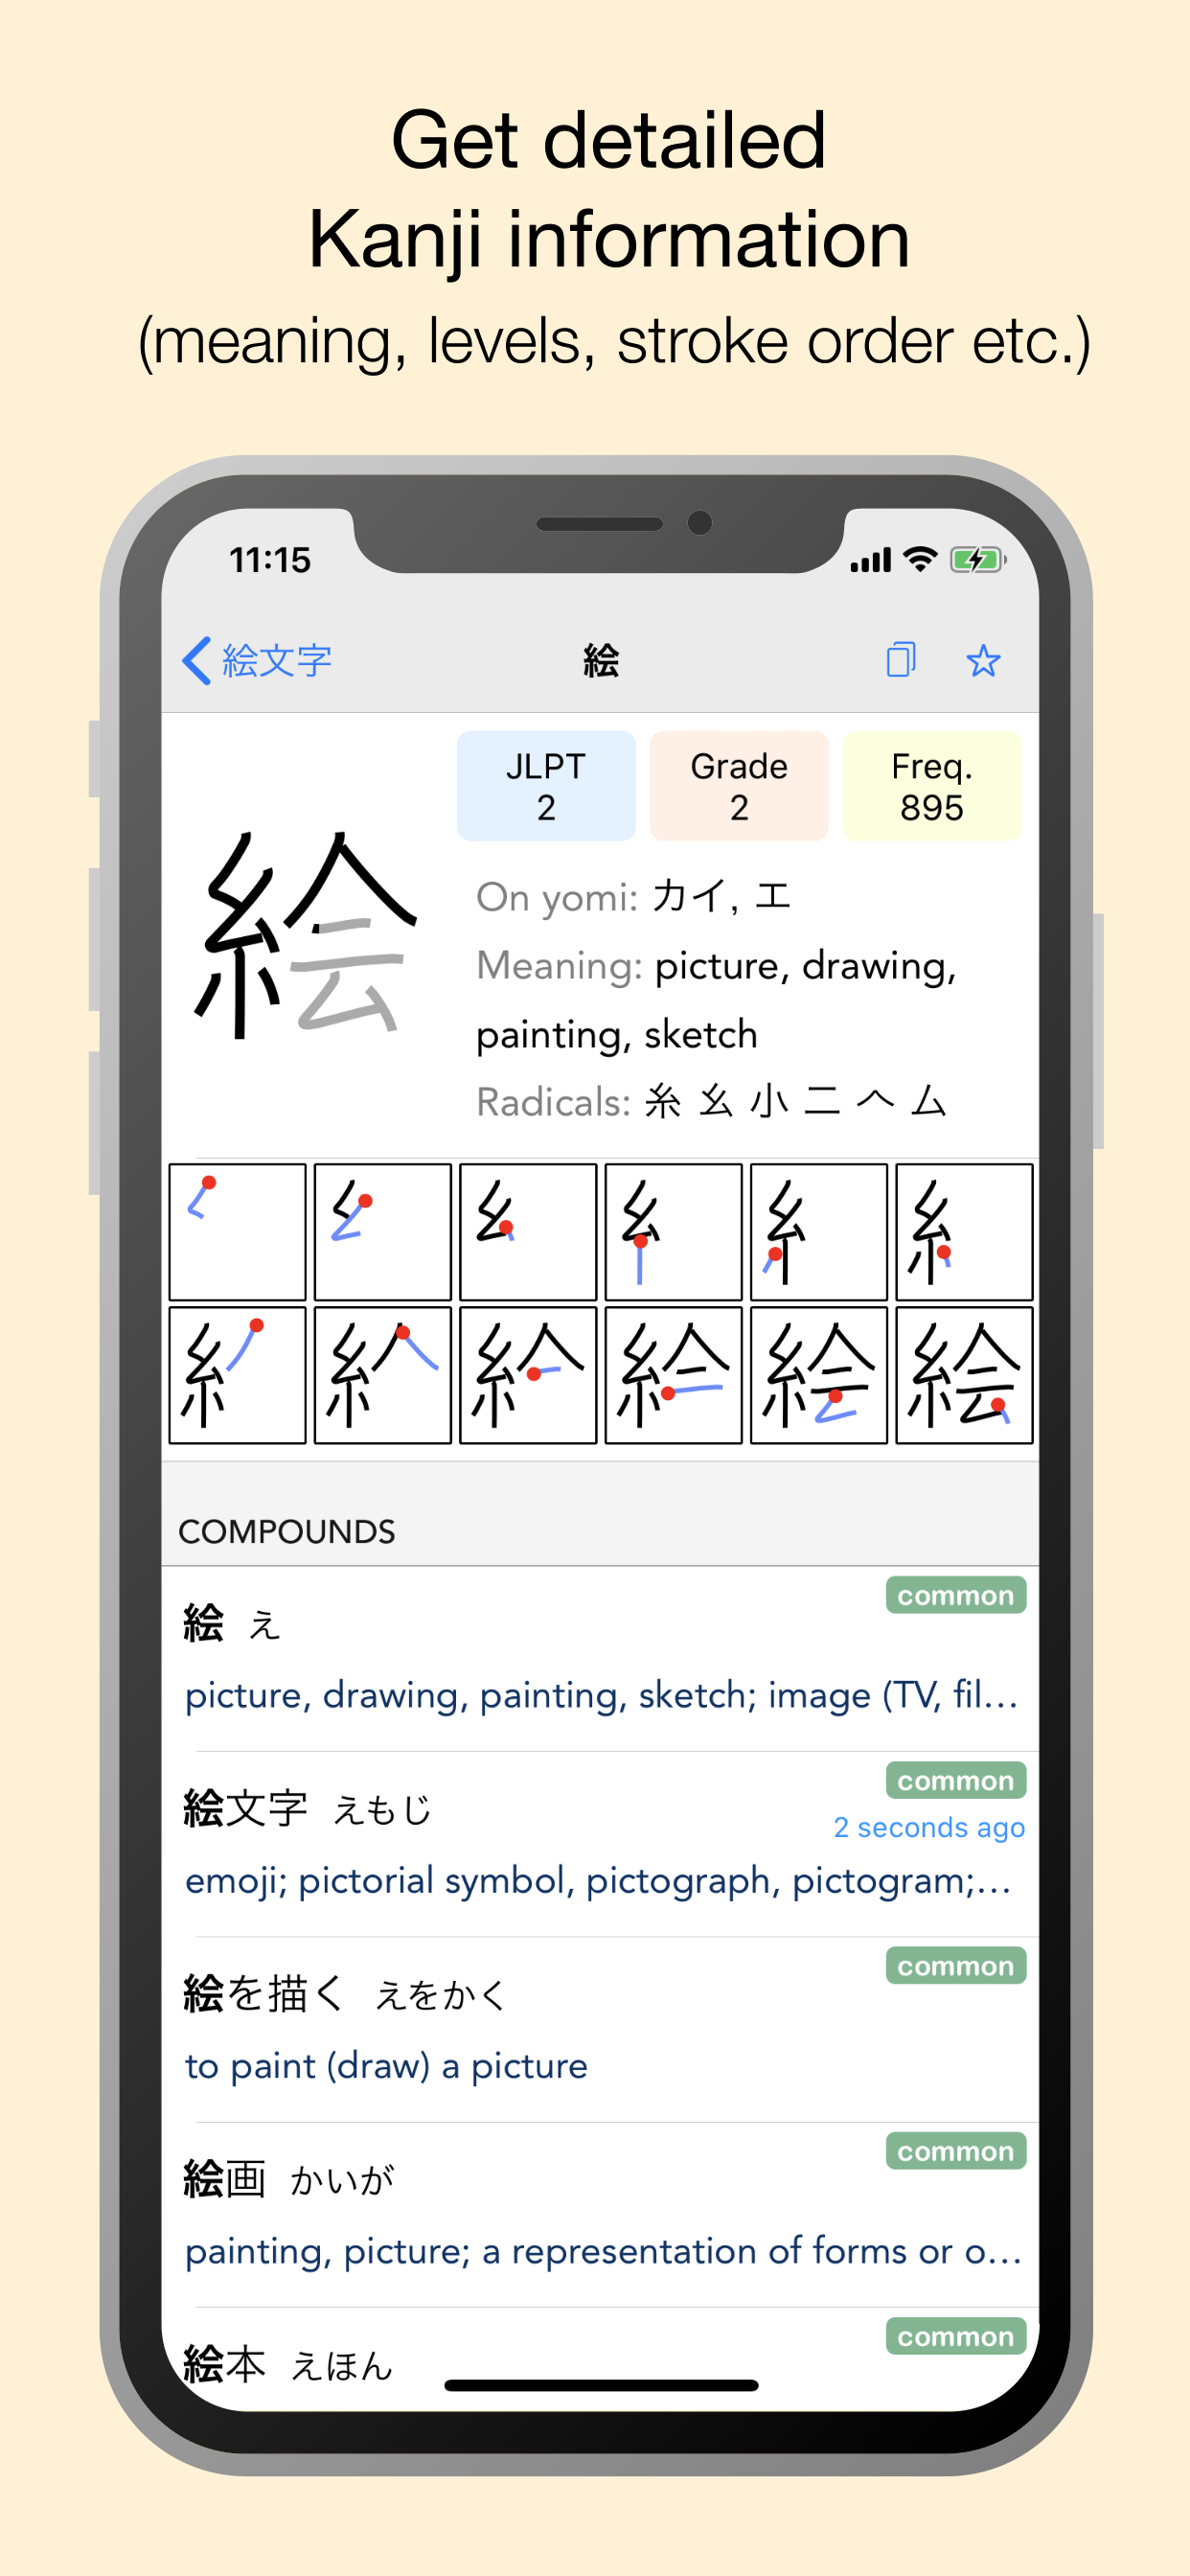 Get detailed
Kanji information
(meaning, levels, stroke order etc.)
11:15
絵文字 絵
JLPT Grade Freq.
2 2 895
絵
On yomi: カイ, エ
Meaning: picture, drawing,
painting, sketch
Radicals: 糸 幺 小 二 𠆢 厶
COMPOUNDS
common
絵 え
picture, drawing, painting, sketch; image (TV, fil…
common
絵文字 えもじ
2 seconds ago
emoji; pictorial symbol, pictograph, pictogram;…
common
絵を描く えをかく
to paint (draw) a picture
common
絵画 かいが
painting, picture; a representation of forms or o…
common
絵本 えほん